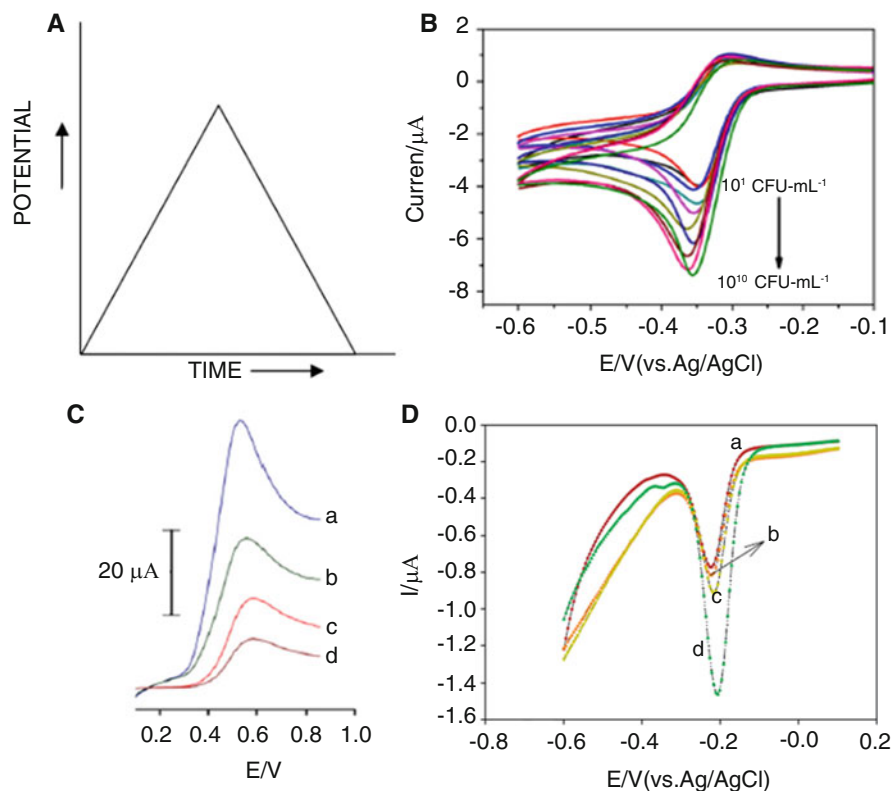 A
POTENTIAL
TIME
B
2
0
-2
-4
-6
-8
Curren/μA
10¹ CFU-mL⁻¹
10¹⁰ CFU-mL⁻¹
-0.6 -0.5 -0.4 -0.3 -0.2 -0.1
E/V(vs.Ag/AgCl)
C
20 μA
a
b
c
d
0.2 0.4 0.6 0.8 1.0
E/V
D
0.0
-0.2
-0.4
-0.6
-0.8
-1.0
-1.2
-1.4
-1.6
I/μA
a
b
c
d
-0.8 -0.6 -0.4 -0.2 -0.0 0.2
E/V(vs.Ag/AgCl)